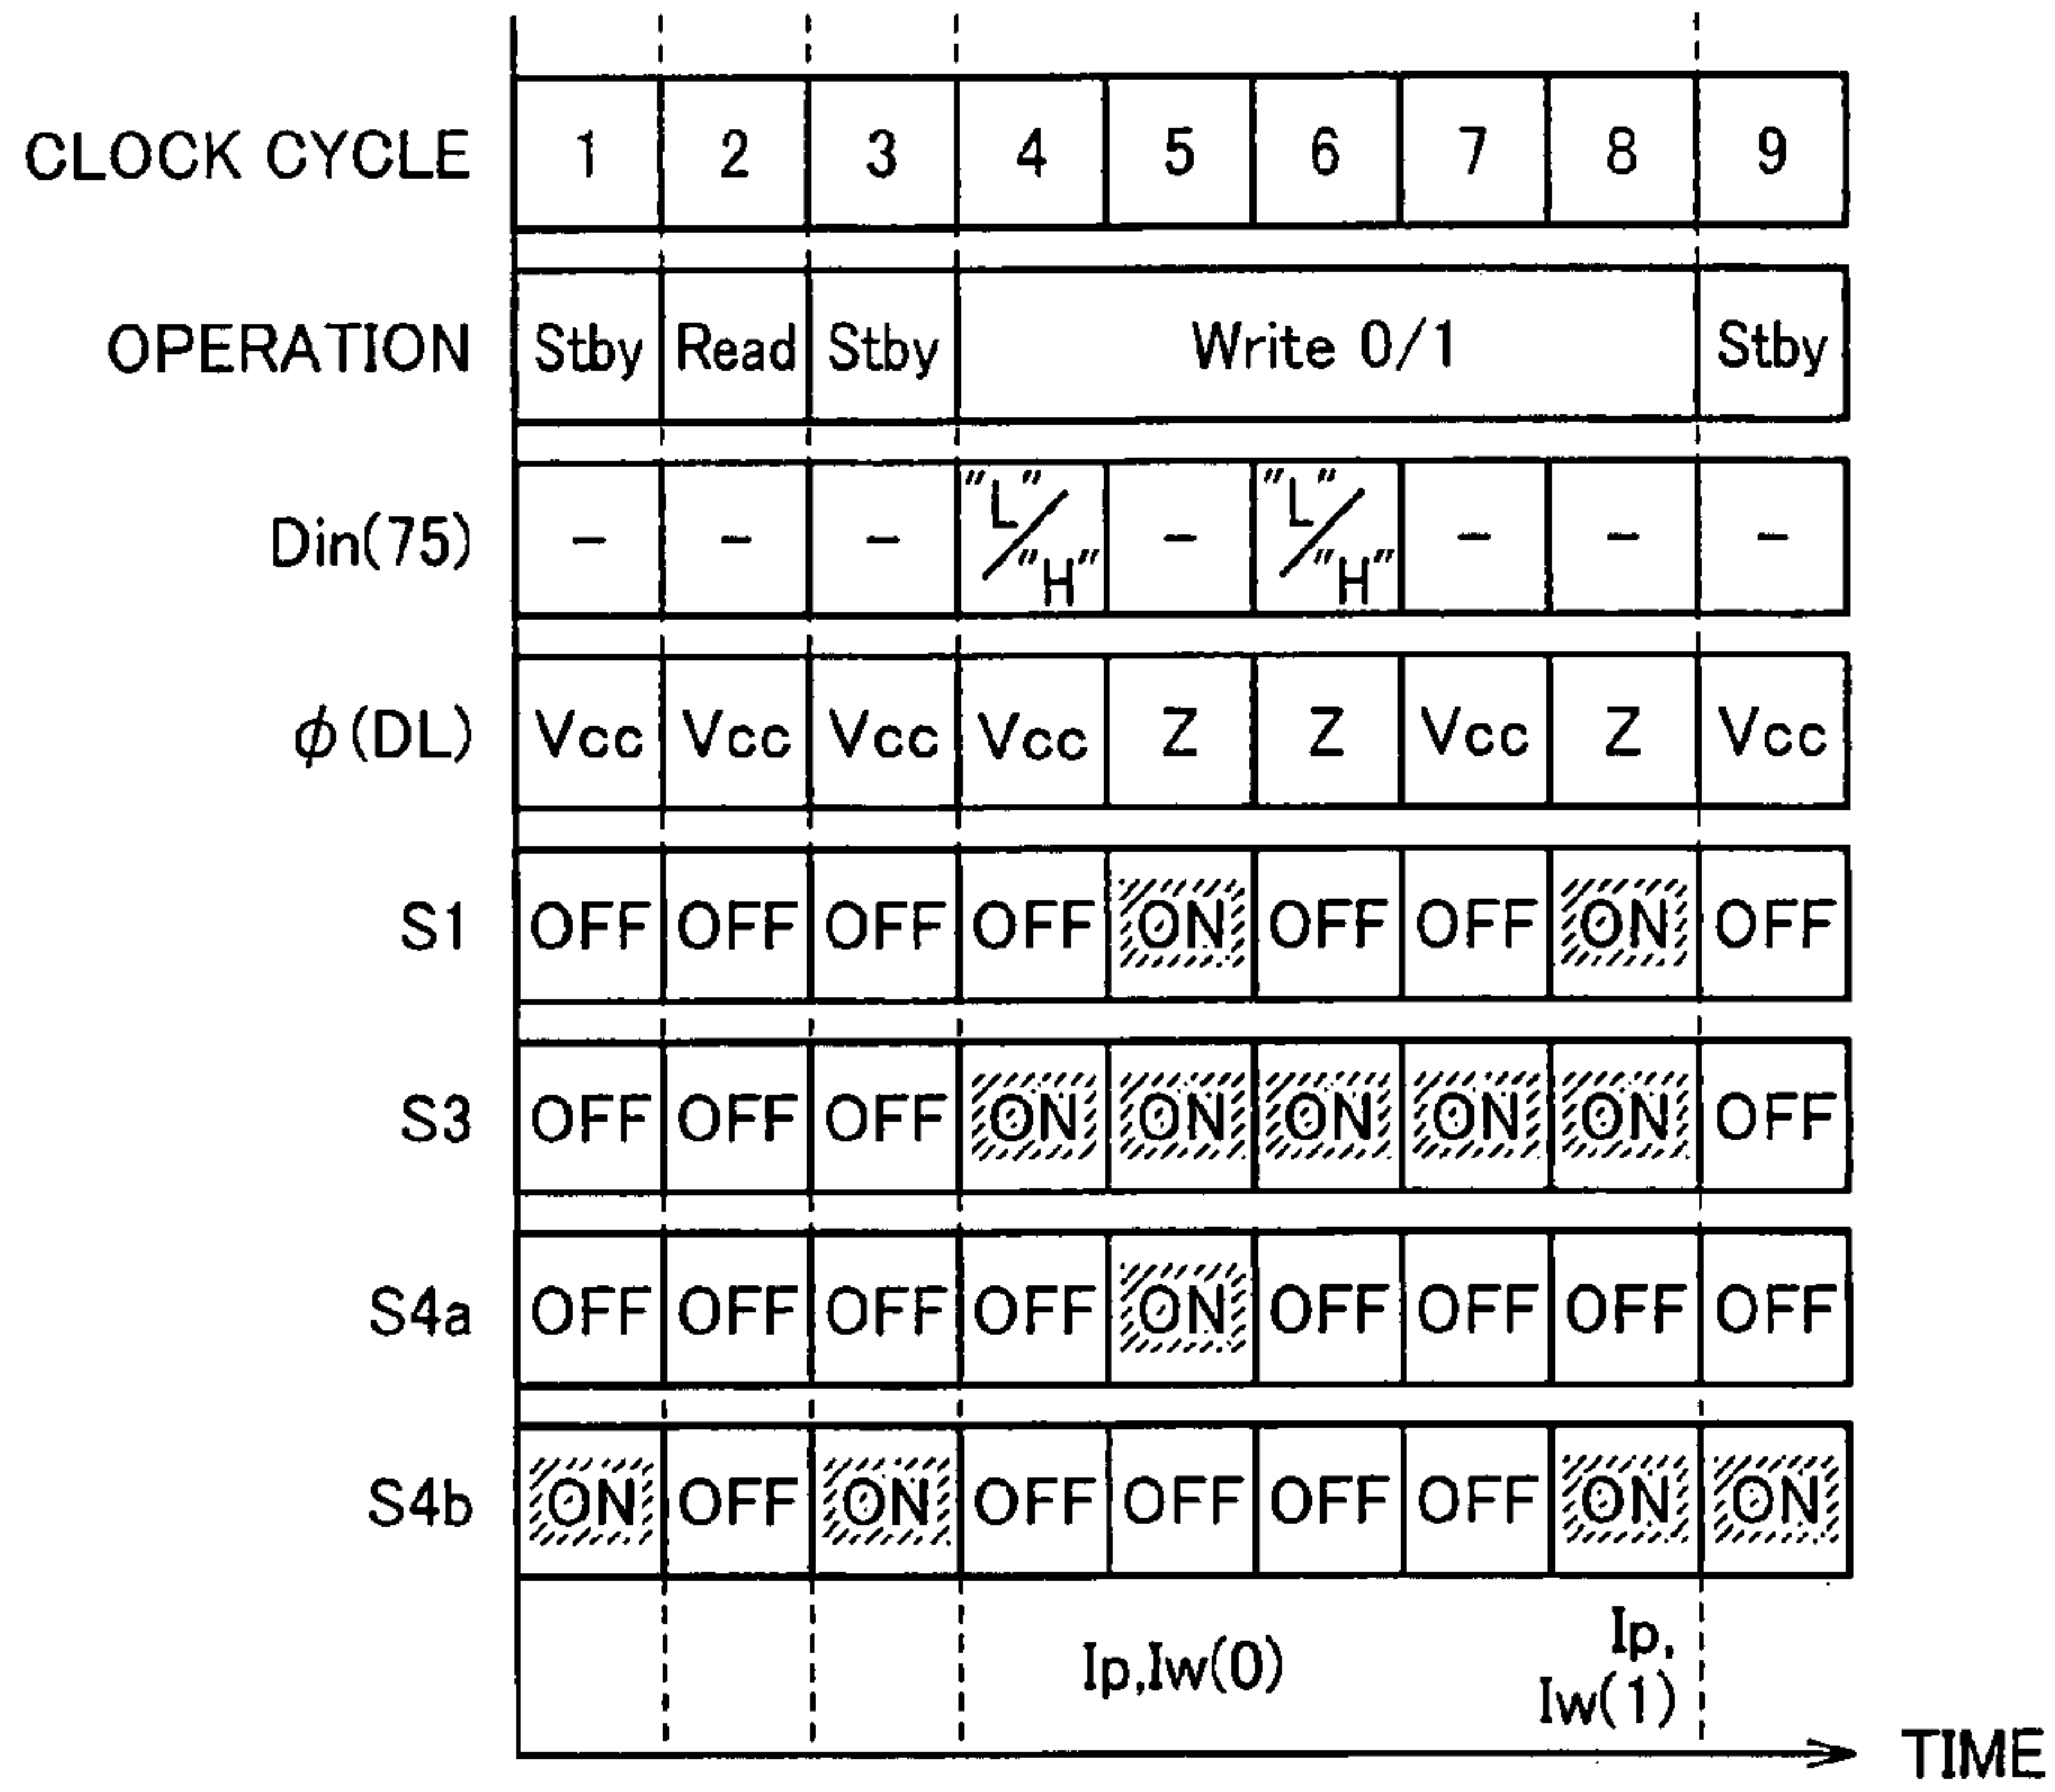 CLOCK CYCLE 1 2 3 4 5 6 7 8 9
OPERATION Stby Read Stby Write 0/1 Stby
Din(75) - - - "L"/"H" - "L"/"H" - - -
ϕ(DL) Vcc Vcc Vcc Vcc Z Z Vcc Z Vcc
S1 OFF OFF OFF OFF ON OFF OFF ON OFF
S3 OFF OFF OFF ON ON ON ON ON OFF
S4a OFF OFF OFF OFF ON OFF OFF OFF OFF
S4b ON OFF ON OFF OFF OFF OFF ON ON
Ip,Iw(0)
Ip,
Iw(1)
TIME